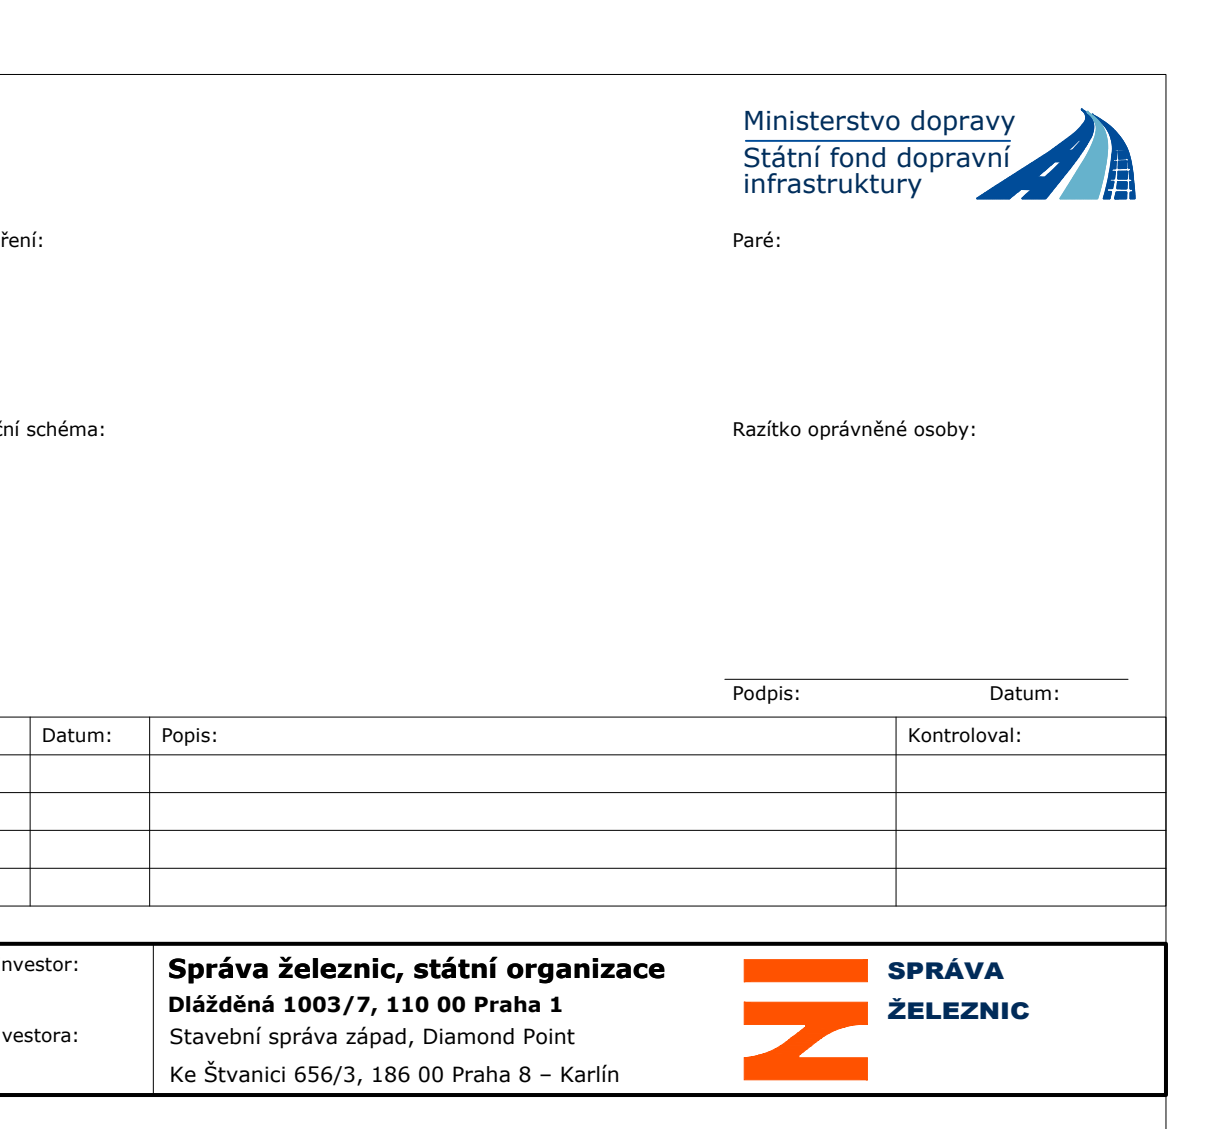 Ministerstvo dopravy
Státní fond dopravní
infrastruktury
ření:
Paré:
ční schéma:
Razítko oprávněné osoby:
Podpis: Datum:
Datum: Popis: Kontroloval:
nvestor: Správa železnic, státní organizace
SPRÁVA
Dlážděná 1003/7, 110 00 Praha 1
ŽELEZNIC
vestora: Stavební správa západ, Diamond Point
Ke Štvanici 656/3, 186 00 Praha 8 – Karlín